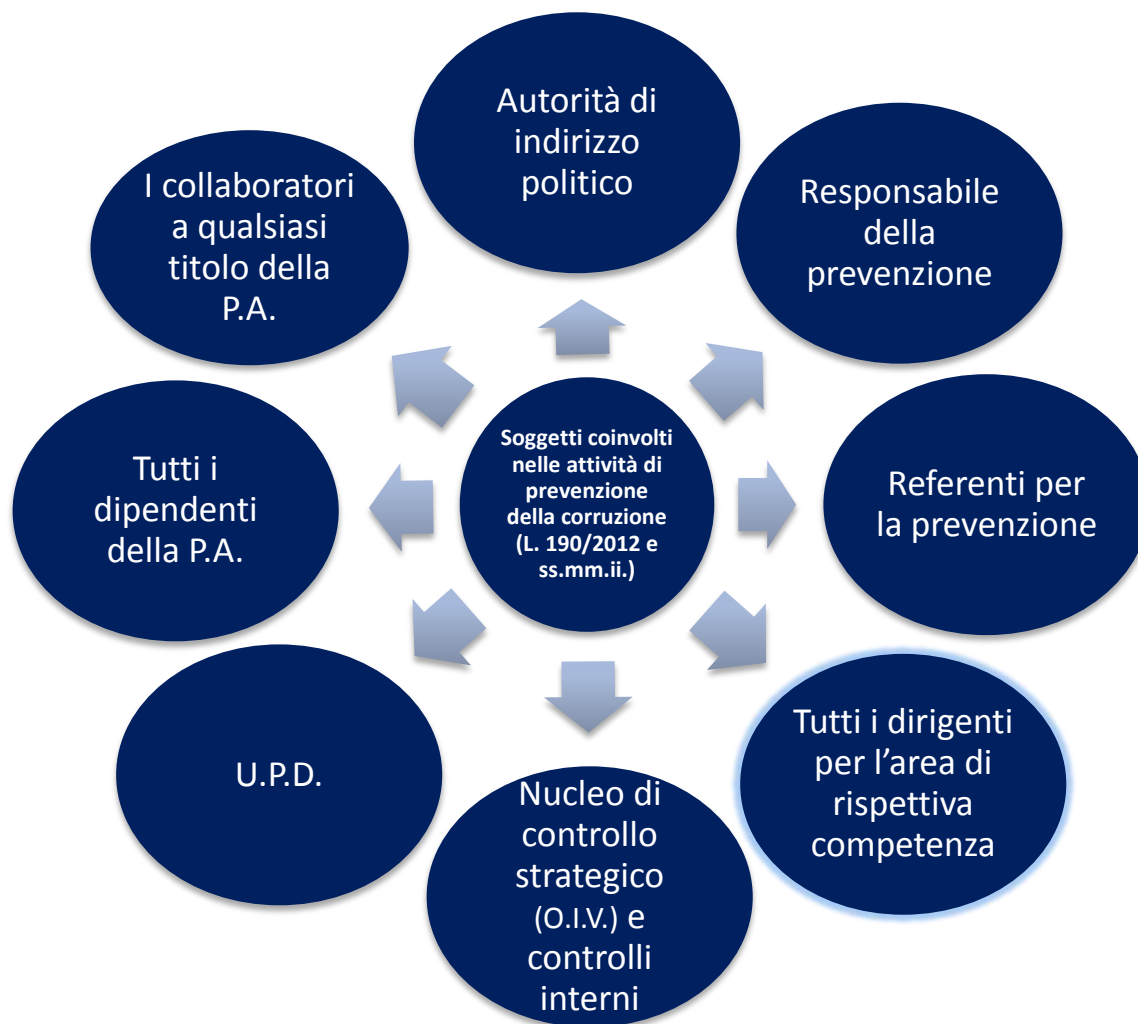 Autorità di
indirizzo
politico
Responsabile
della
prevenzione
Referenti per
la prevenzione
Tutti i dirigenti
per l’area di
rispettiva
competenza
Nucleo di
controllo
strategico
(O.I.V.) e
controlli
interni
U.P.D.
Tutti i
dipendenti
della P.A.
I collaboratori
a qualsiasi
titolo della
P.A.
Soggetti coinvolti
nelle attività di
prevenzione
della corruzione
(L. 190/2012 e
ss.mm.ii.)